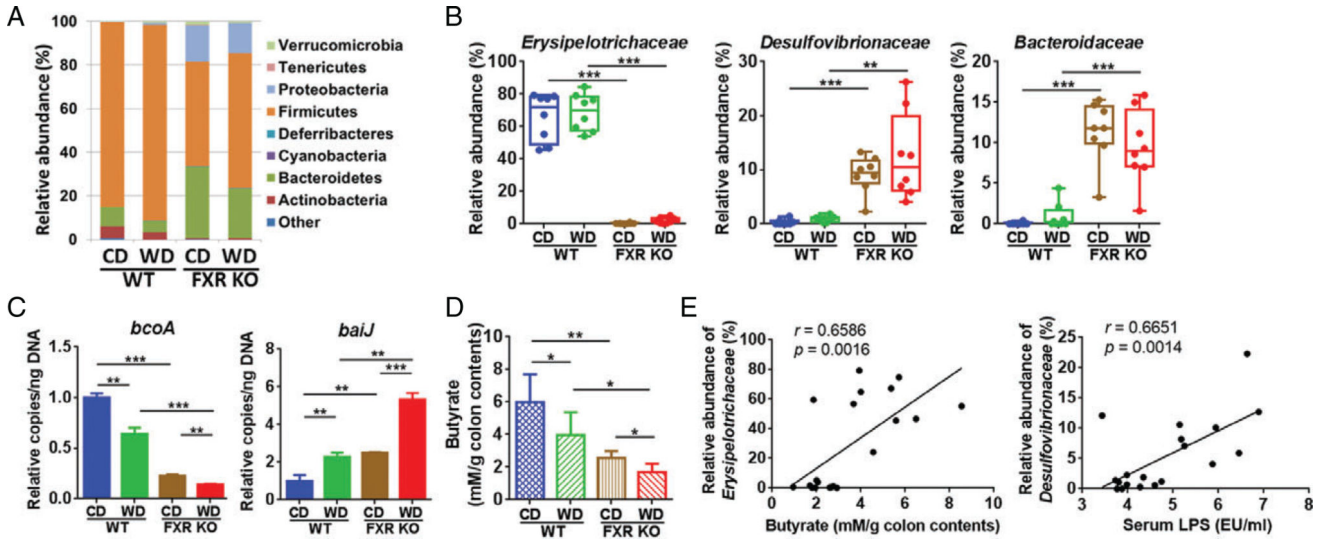 A
Relative abundance (%)
100
80
60
40
20
0
CD WD CD WD
WT FXR KO
Verrucomicrobia
Tenericutes
Proteobacteria
Firmicutes
Deferribacteres
Cyanobacteria
Bacteroidetes
Actinobacteria
Other
B
Erysipelotrichaceae
Relative abundance (%)
100
80
60
40
20
0
***
***
CD WD CD WD
WT FXR KO
Desulfovibrionaceae
Relative abundance (%)
30
20
10
0
**
***
CD WD CD WD
WT FXR KO
Bacteroidaceae
Relative abundance (%)
20
15
10
5
0
***
***
CD WD CD WD
WT FXR KO
C
bcoA
Relative copies/ng DNA
1.5
1.0
0.5
0.0
***
**
***
**
CD WD CD WD
WT FXR KO
baiJ
Relative copies/ng DNA
8
6
4
2
0
**
***
**
**
CD WD CD WD
WT FXR KO
D
Butyrate
(mM/g colon contents)
10
8
6
4
2
0
**
*
*
*
CD WD CD WD
WT FXR KO
E
Relative abundance of
Erysipelotrichaceae (%)
r = 0.6586
p = 0.0016
100
80
60
40
20
0
0 2 4 6 8 10
Butyrate (mM/g colon contents)
Relative abundance of
Desulfovibrionaceae (%)
r = 0.6651
p = 0.0014
25
20
15
10
5
0
3 4 5 6 7 8
Serum LPS (EU/ml)